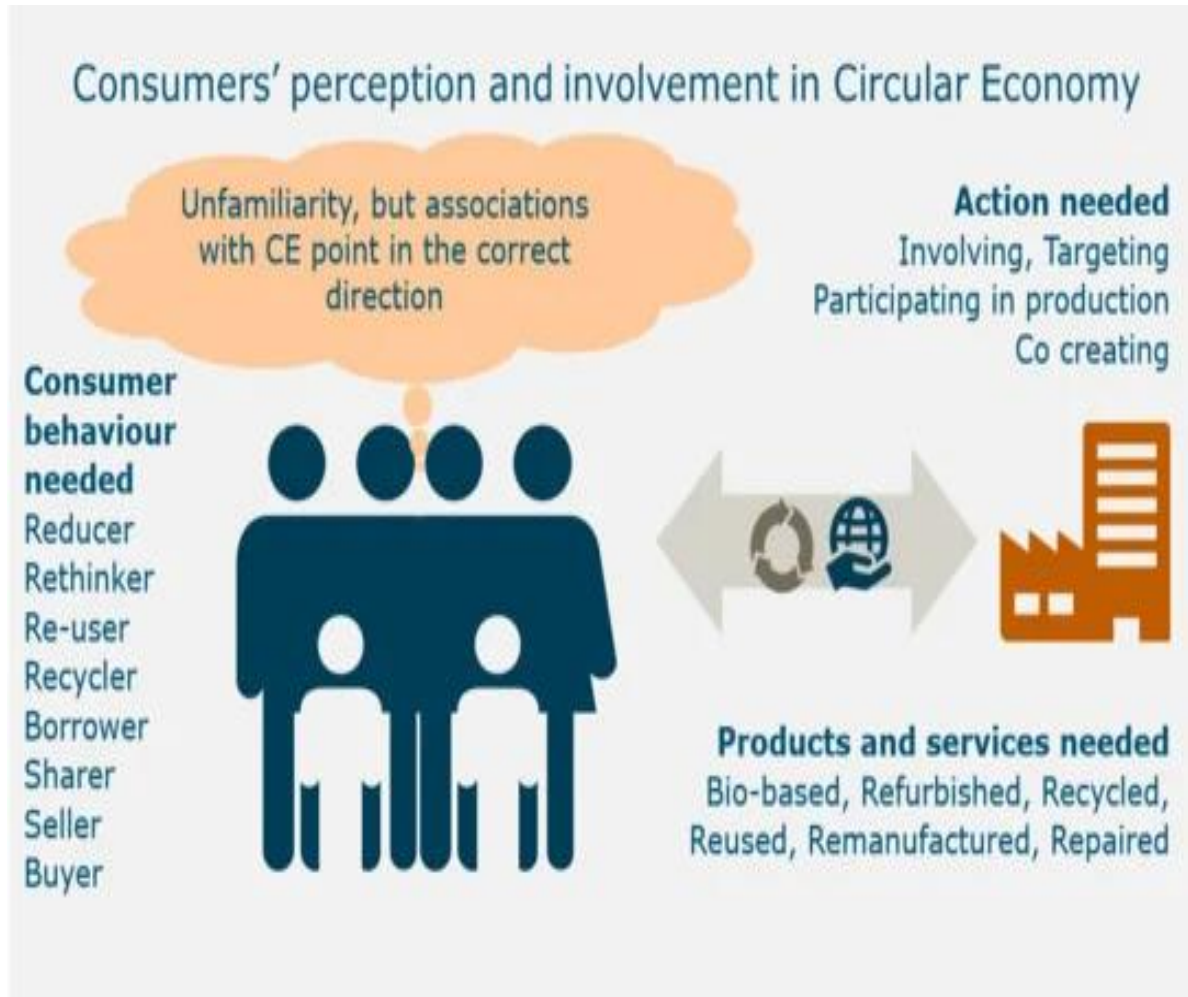 Consumers' perception and involvement in Circular Economy
Unfamiliarity, but associations
with CE point in the correct
direction
Consumer
behaviour
needed
Reducer
Rethinker
Re-user
Recycler
Borrower
Sharer
Seller
Buyer
Action needed
Involving, Targeting
Participating in production
Co creating
Products and services needed
Bio-based, Refurbished, Recycled,
Reused, Remanufactured, Repaired